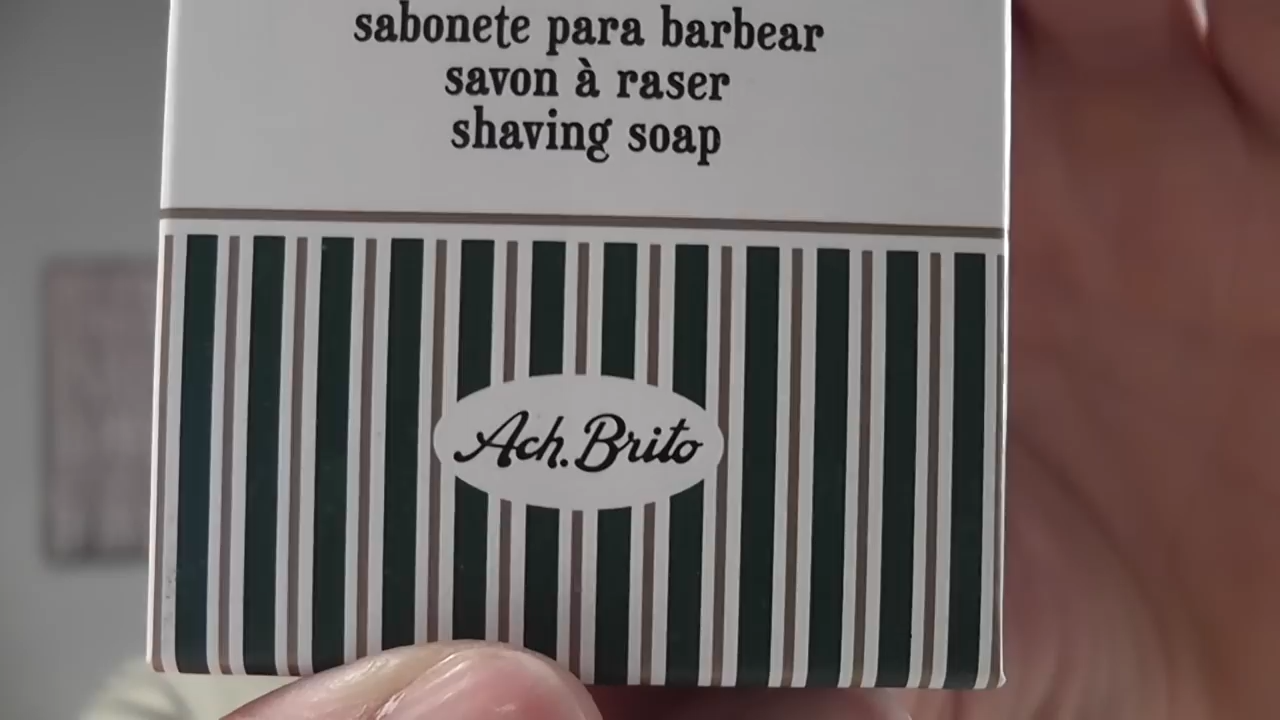 sabonete para barbear
savon à raser
shaving soap
Ach. Brito